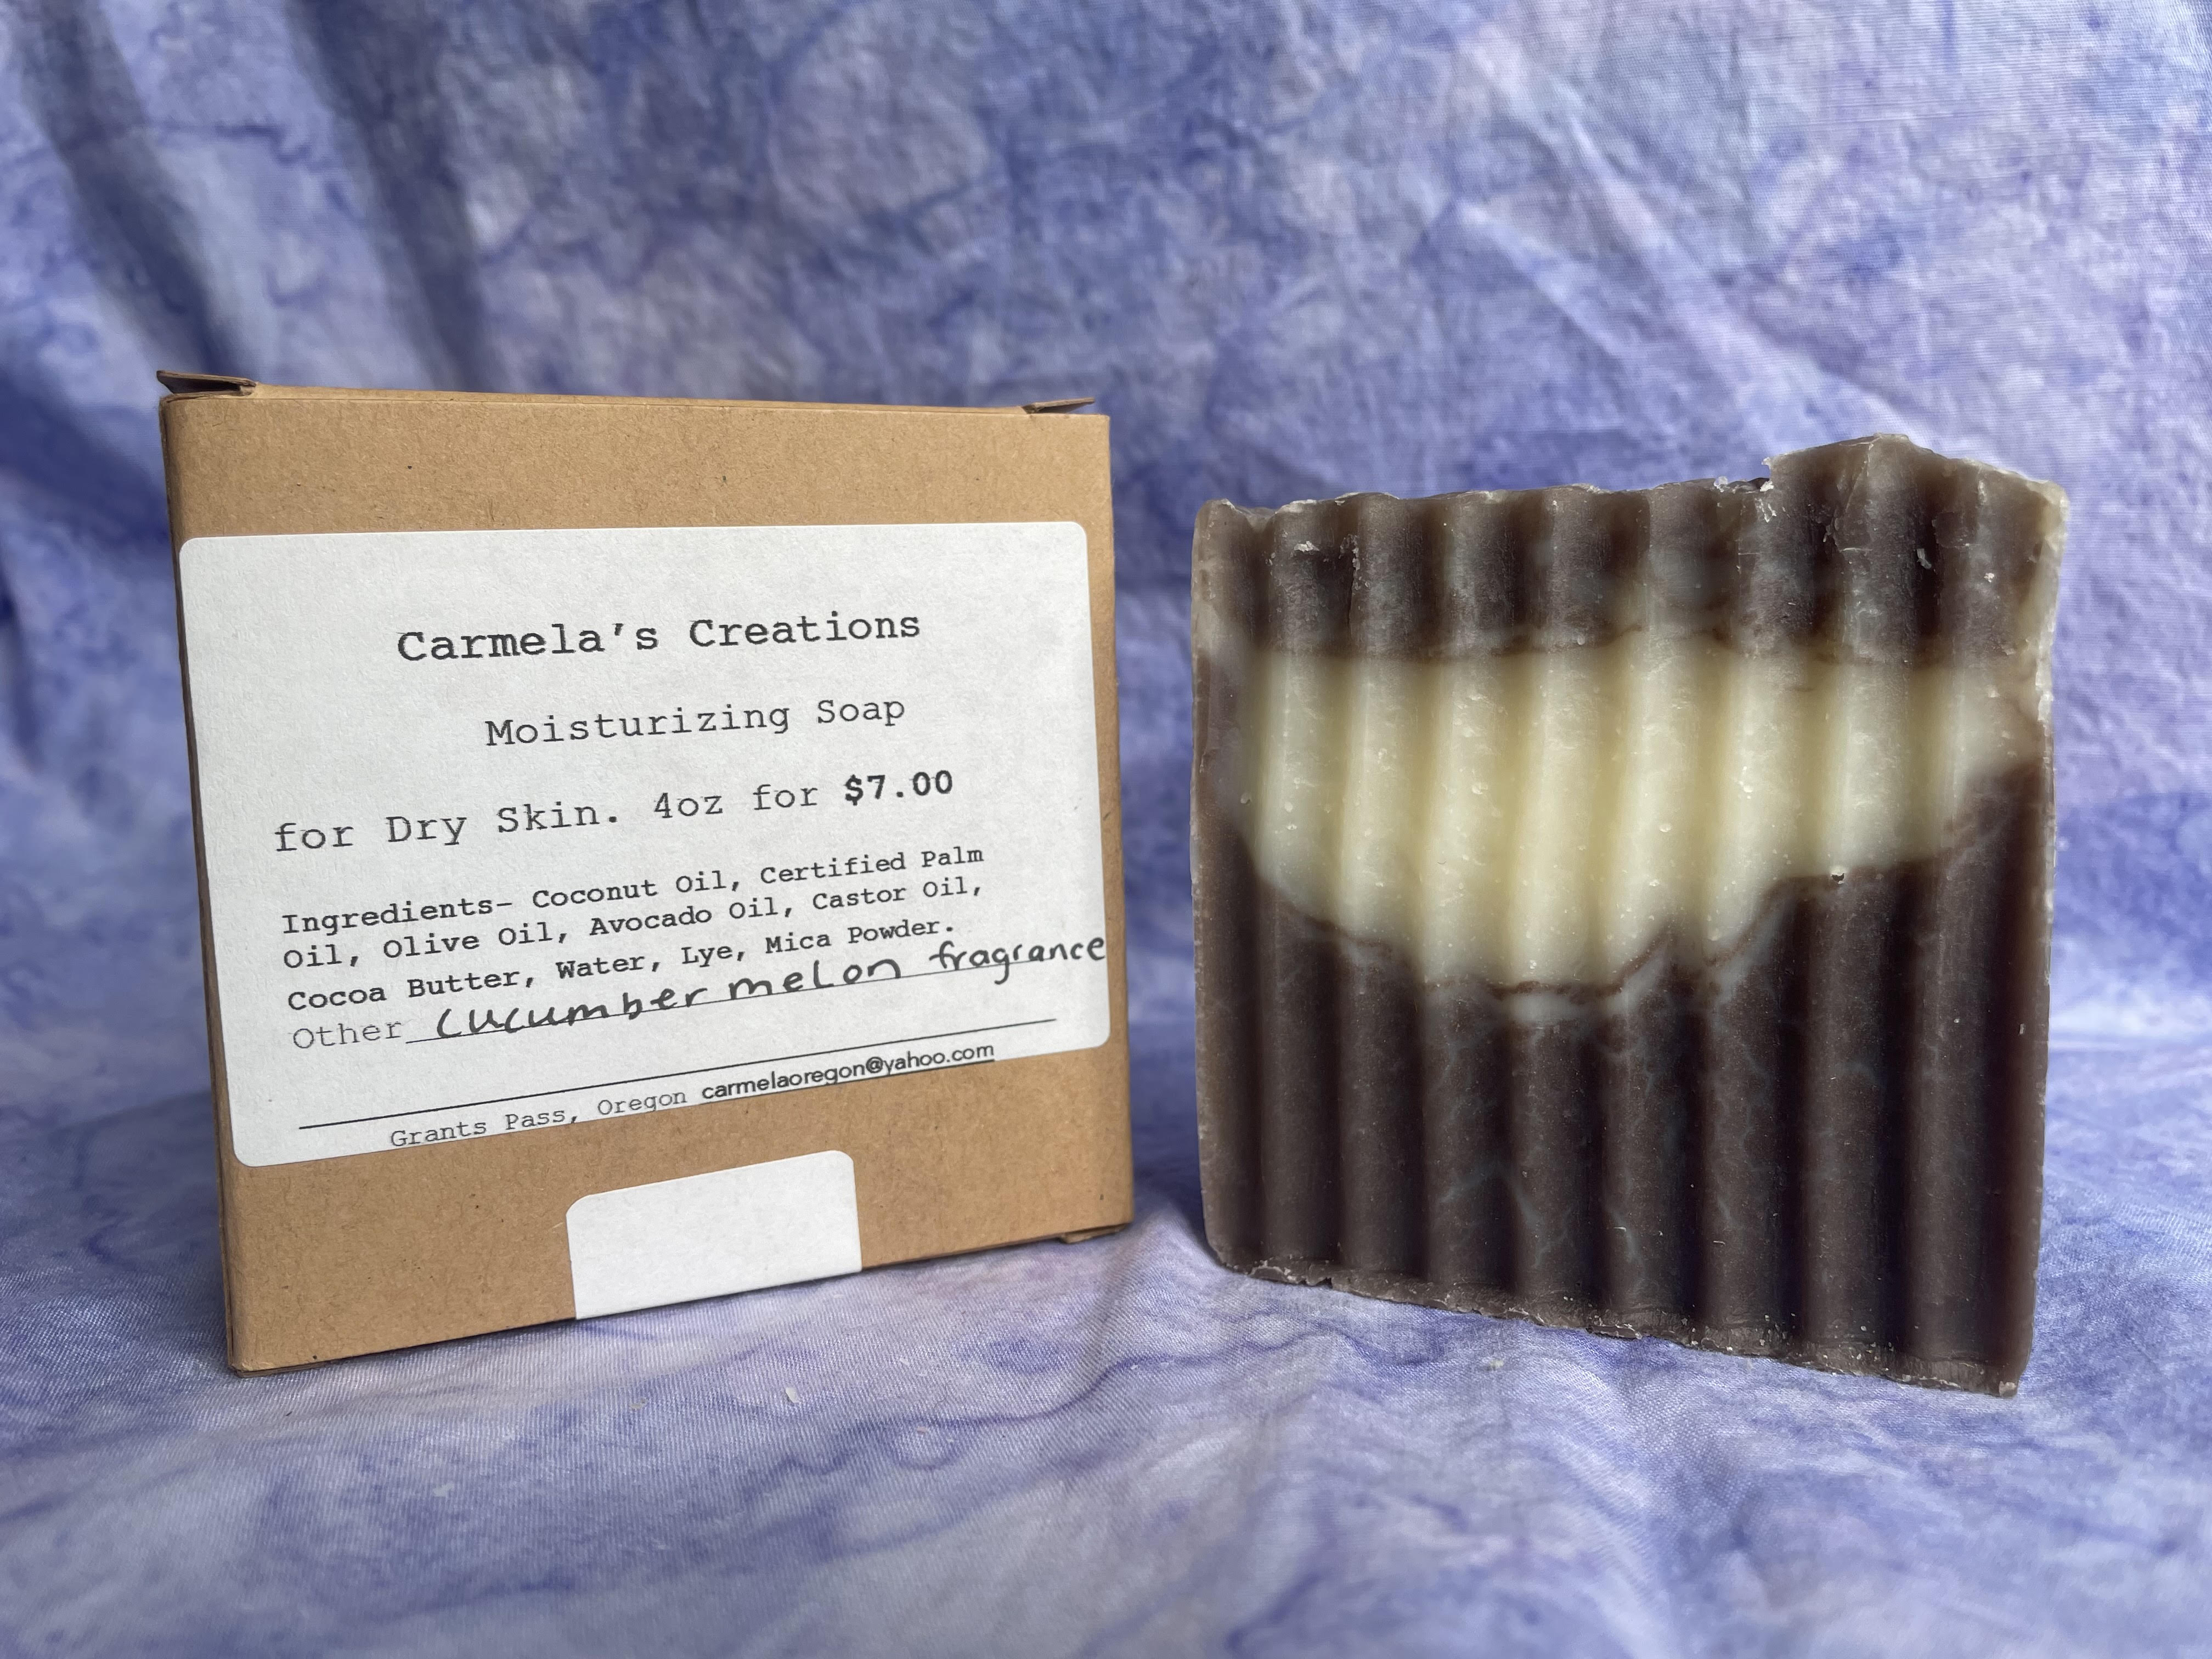 Carmela's Creations
Moisturizing Soap
for Dry Skin. 4oz for $7.00
Ingredients- Coconut Oil, Certified Palm
Oil, Olive Oil, Avocado Oil, Castor Oil,
Cocoa Butter, Water, Lye, Mica Powder.
Other cucumber melon fragrance
Grants Pass, Oregon carmelaoregon@yahoo.com